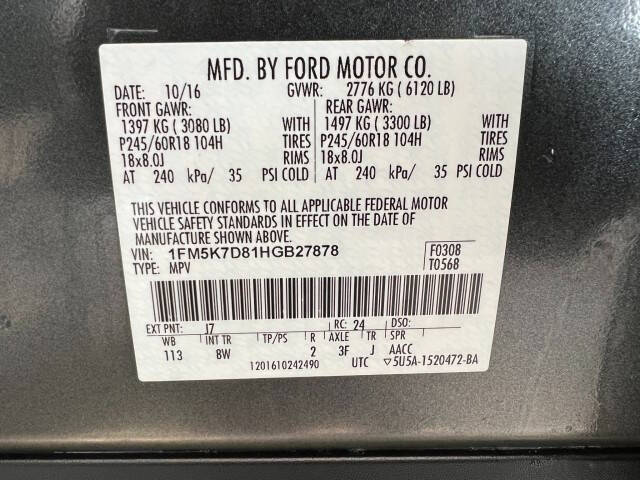 MFD. BY FORD MOTOR CO.
DATE: 10/16 GVWR: 2776 KG ( 6120 LB)
FRONT GAWR: REAR GAWR:
1397 KG ( 3080 LB) WITH 1497 KG ( 3300 LB) WITH
P245/60R18 104H TIRES P245/60R18 104H TIRES
18x8.0J RIMS 18x8.0J RIMS
AT 240 kPa/ 35 PSI COLD AT 240 kPa/ 35 PSI COLD
THIS VEHICLE CONFORMS TO ALL APPLICABLE FEDERAL MOTOR
VEHICLE SAFETY STANDARDS IN EFFECT ON THE DATE OF
MANUFACTURE SHOWN ABOVE.
VIN: 1FM5K7D81HGB27878 F0308
TYPE: MPV T0568
EXT PNT: J7 RC: 24 DSO:
WB INT TR TP/PS R AXLE TR SPR
113 8W 2 3F J AACC
1201610242490 UTC ▽5U5A-1520472-BA